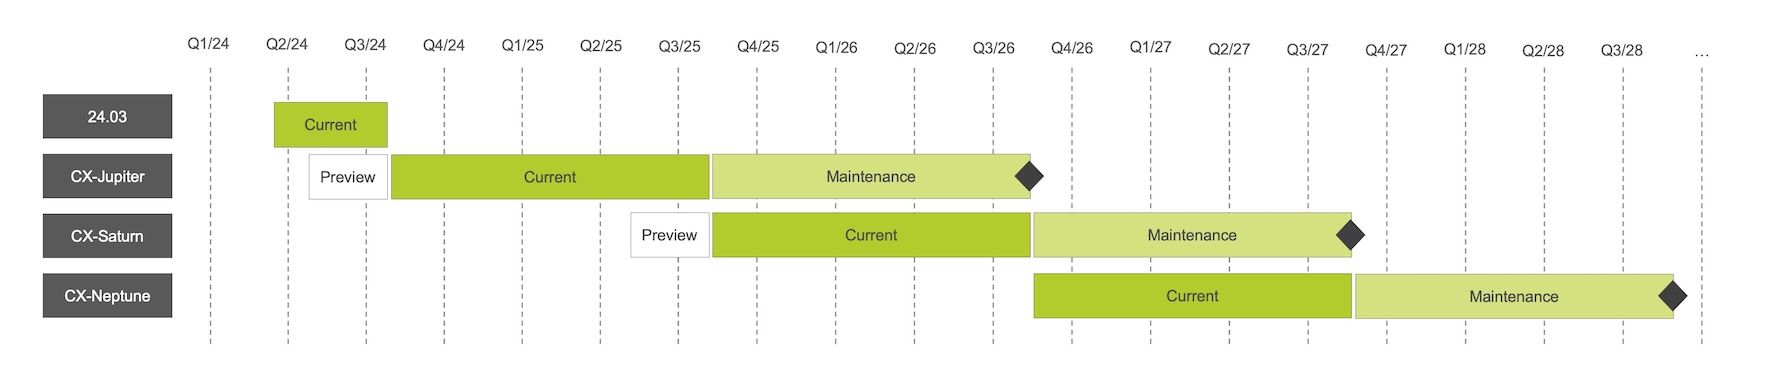 Q1/24 Q2/24 Q3/24 Q4/24 Q1/25 Q2/25 Q3/25 Q4/25 Q1/26 Q2/26 Q3/26 Q4/26 Q1/27 Q2/27 Q3/27 Q4/27 Q1/28 Q2/28 Q3/28 ...
24.03 Current
CX-Jupiter Preview Current Maintenance
CX-Saturn Preview Current Maintenance
CX-Neptune Current Maintenance